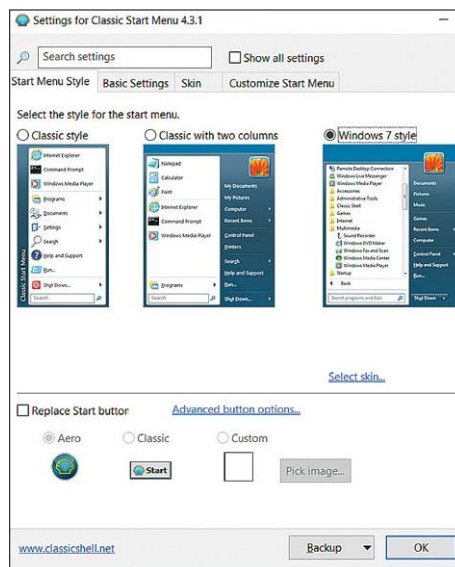 Settings for Classic Start Menu 4.3.1
Search settings
Show all settings
Start Menu Style Basic Settings Skin Customize Start Menu
Select the style for the start menu.
Classic style Classic with two columns Windows 7 style
Internet Explorer
Command Prompt
Windows Media Player
Programs
Documents
Settings
Search
Help and Support
Run...
Shut Down...
Search
Classic Start Menu
Notepad
Calculator
Paint
Internet Explorer
Command Prompt
Windows Media Player
Programs
Search
My Documents
My Pictures
Computer
Control Panel
Printers
Search
Help and Support
Run...
Shut Down...
Remote Desktop Connection
Windows Live Messenger
Windows Media Player
Accessories
Administrative Tools
Classic Shell
Games
Internet
Multimedia
Sound Recorder
Windows DVD Maker
Windows Fax and Scan
Windows Media Center
Windows Media Player
Startup
Back
Search programs and files
Documents
Pictures
Music
Games
Recent Items
Computer
Control Panel
Help and Support
Run...
Shut Down
Select skin...
Replace Start button Advanced button options...
Aero Classic Custom
Start
Pick image...
www.classicshell.net
Backup
OK